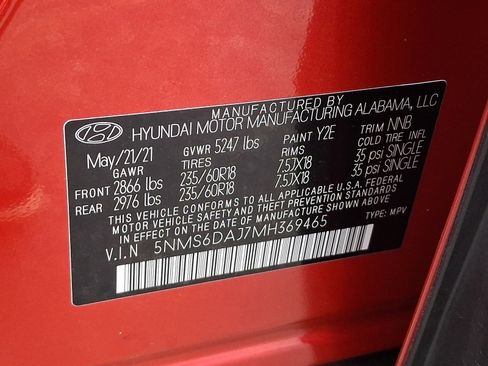 MANUFACTURED BY
HYUNDAI MOTOR MANUFACTURING ALABAMA, LLC
May/21/21 GVWR 5247 lbs PAINT Y2E TRIM NNB
GAWR TIRES RIMS COLD TIRE INFL
FRONT 2866 lbs 235/60R18 7.5JX18 35 psi SINGLE
REAR 2976 lbs 235/60R18 7.5JX18 35 psi SINGLE
THIS VEHICLE CONFORMS TO ALL APPLICABLE U.S.A. FEDERAL
MOTOR VEHICLE SAFETY, BUMPER, AND THEFT PREVENTION STANDARDS
IN EFFECT ON THE DATE OF MANUFACTURE SHOWN ABOVE.
V.I.N 5NMS6DAJ7MH369465 TYPE: MPV